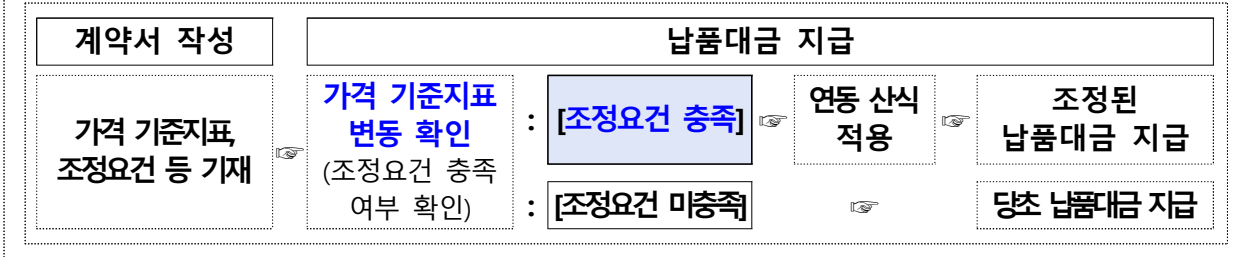 계약서 작성
납품대금 지급
가격 기준지표,
조정요건 등 기재
☞
가격 기준지표
변동 확인
(조정요건 충족
여부 확인)
: [조정요건 충족] ☞
연동 산식
적용
☞
조정된
납품대금 지급
: [조정요건 미충족] ☞ 당초 납품대금 지급